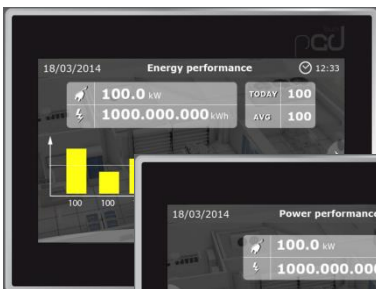 pcd
18/03/2014 Energy performance 12:33
100.0 kW TODAY 100
1000.000.000 kWh AVG 100
100 100
18/03/2014 Power performance
100.0 kW
1000.000.00